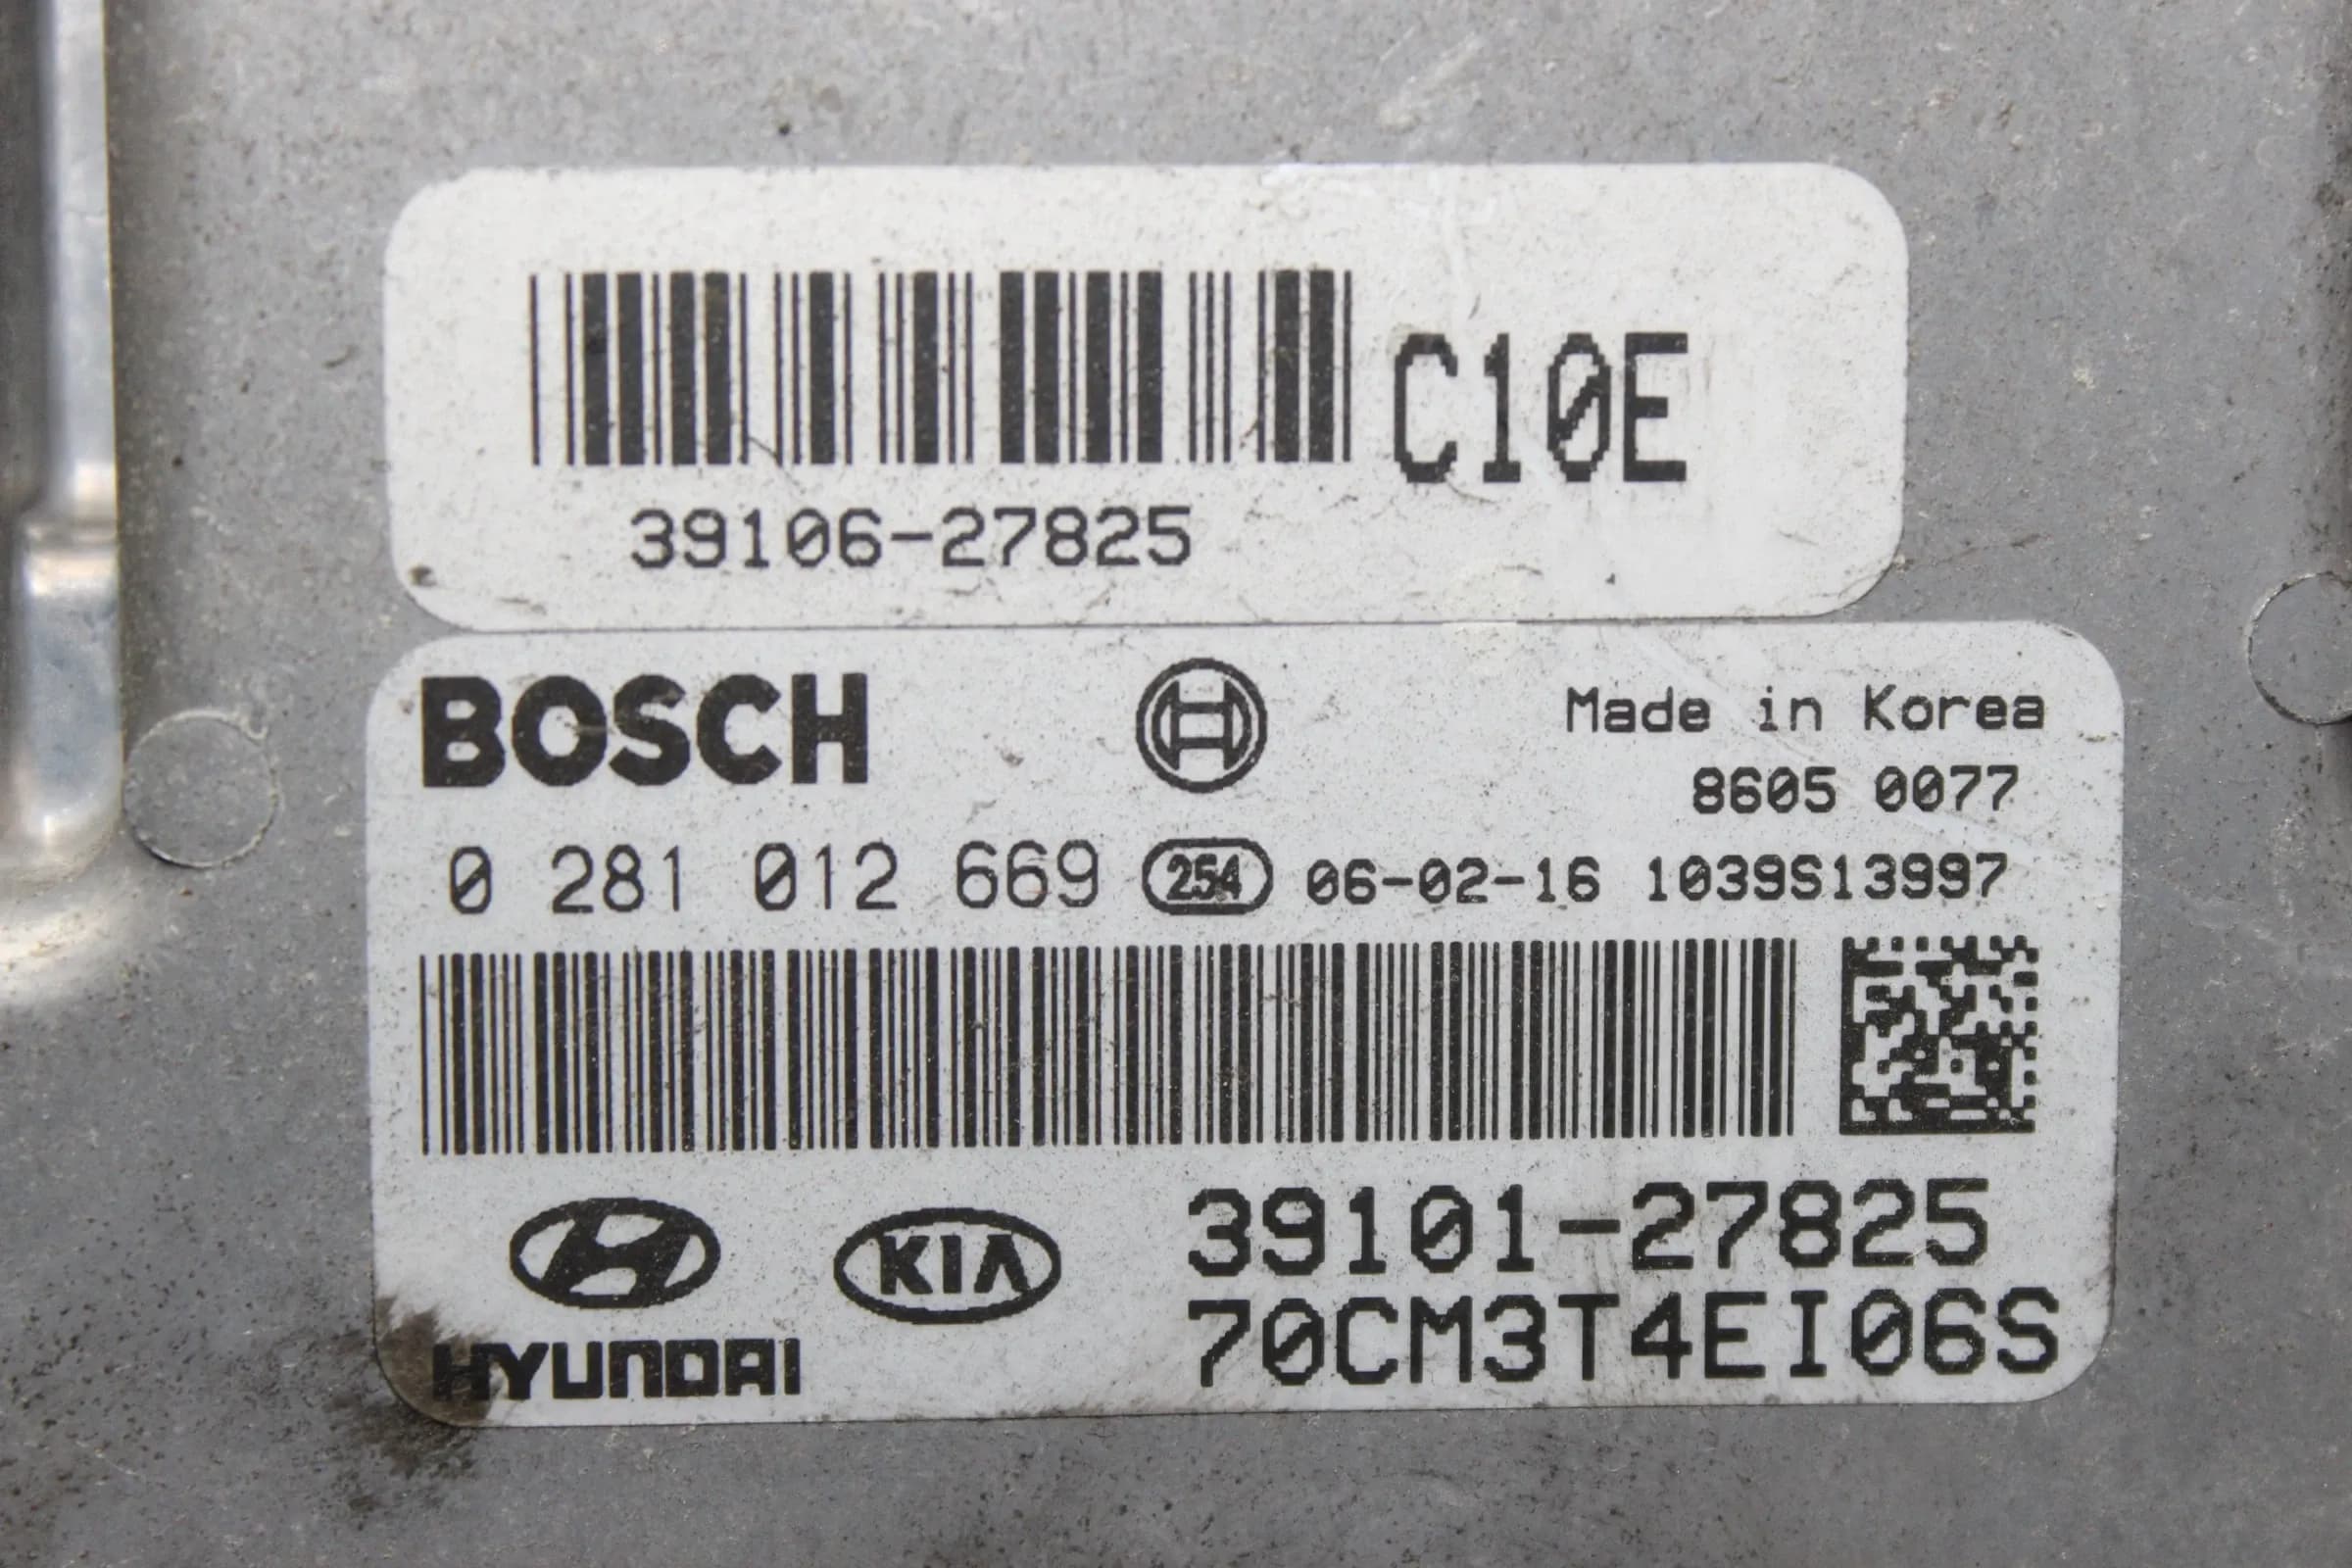 C10E
39106-27825
BOSCH Made in Korea
8605 0077
0 281 012 669 254 06-02-16 1039S13997
39101-27825
KIA
70CM3T4EI06S
HYUNDAI